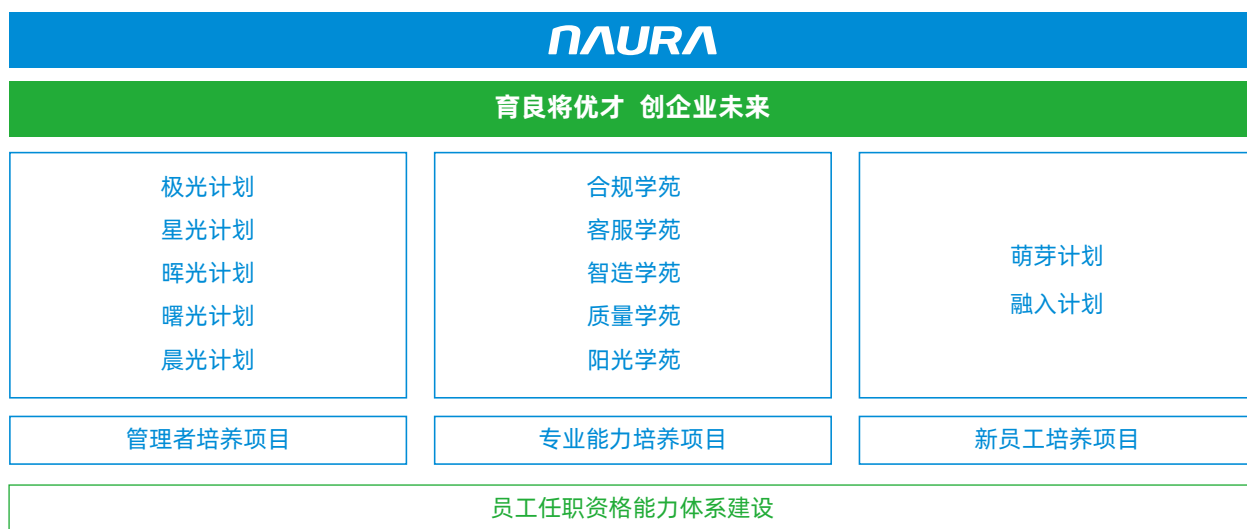 NAURA
育良将优才 创企业未来
极光计划
星光计划
晖光计划
曙光计划
晨光计划
合规学苑
客服学苑
智造学苑
质量学苑
阳光学苑
萌芽计划
融入计划
管理者培养项目
专业能力培养项目
新员工培养项目
员工任职资格能力体系建设